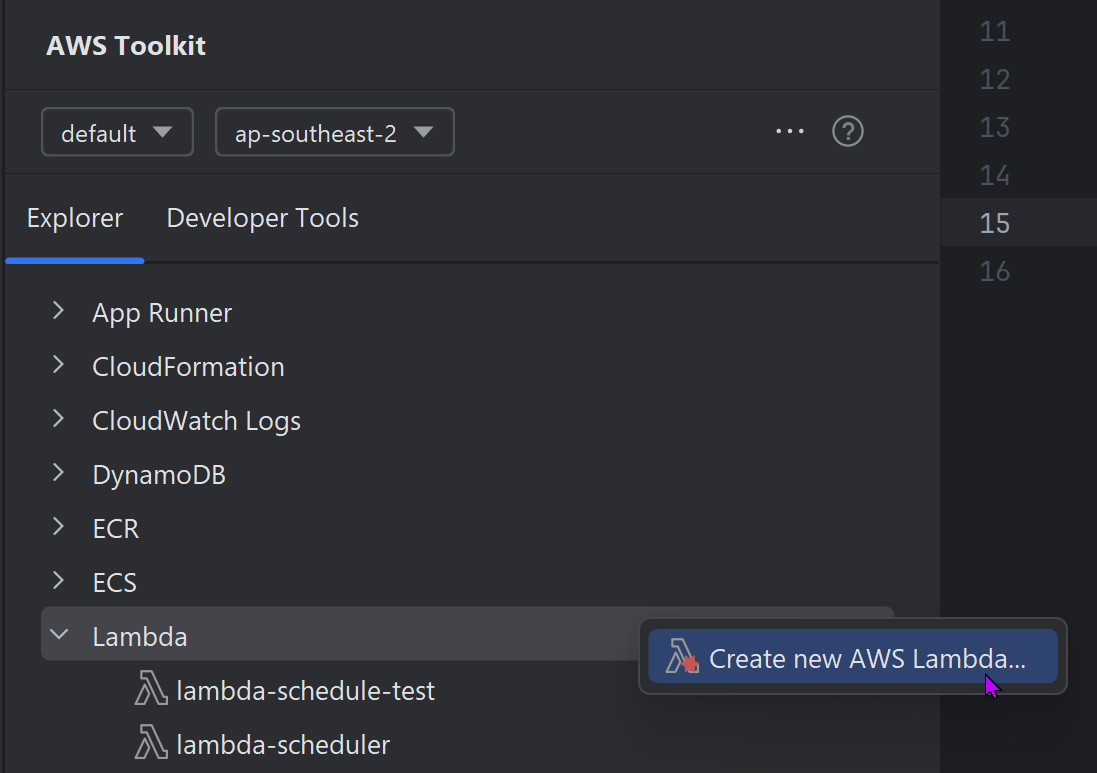 AWS Toolkit
default
ap-southeast-2
Explorer
Developer Tools
App Runner
CloudFormation
CloudWatch Logs
DynamoDB
ECR
ECS
Lambda
Create new AWS Lambda...
lambda-schedule-test
lambda-scheduler
11
12
13
14
15
16